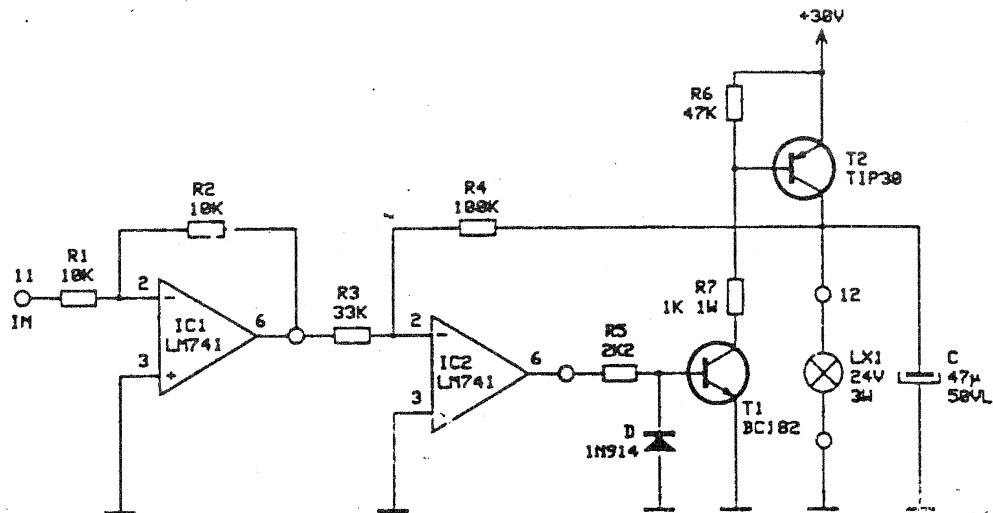 +30V
R6
47K
T2
TIP30
R2
10K
R4
100K
11
R1
10K
IN
2
-
IC1
LM741
3
+
6
R3
33K
2
-
IC2
LM741
3
6
R5
2K2
D
1N914
R7
1K 1W
T1
BC182
12
LX1
24V
3W
C
47µ
50VL